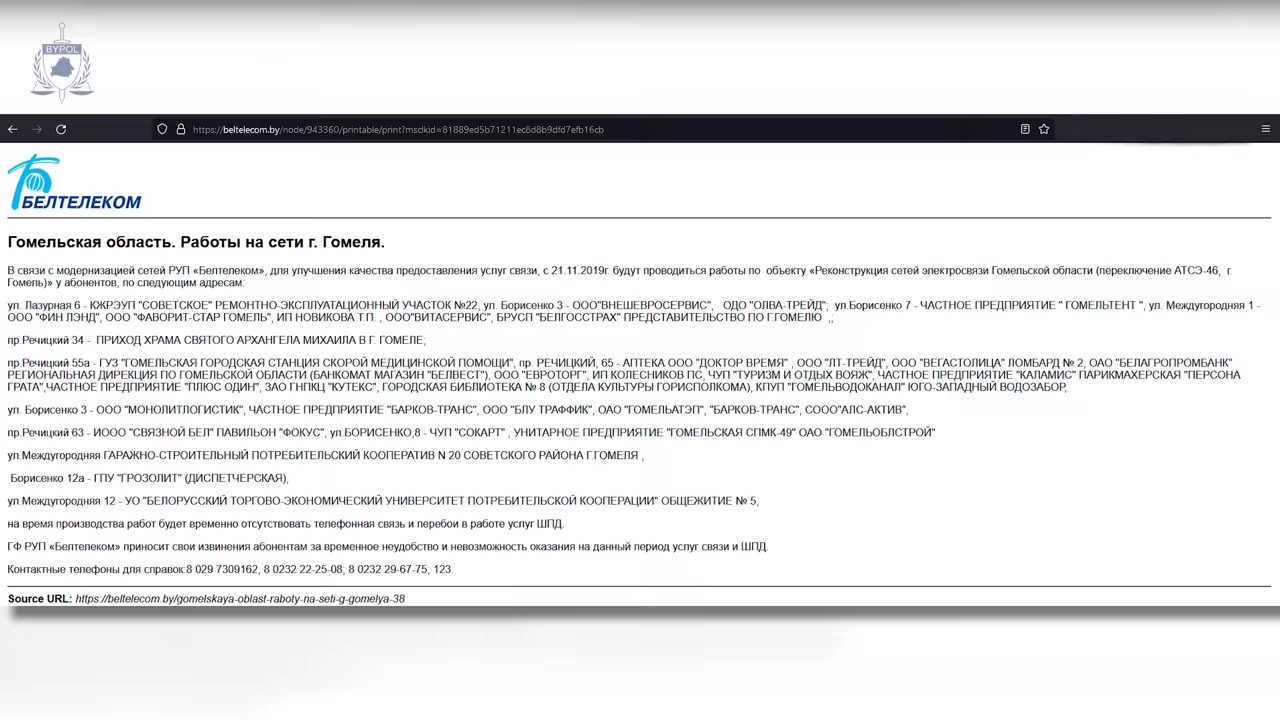 BYPOL
https://beltelecom.by/node/943360/printable/print?msclkid=81889ed5b71211ec8d8b9dfd7efb16cb
БЕЛТЕЛЕКОМ
Гомельская область. Работы на сети г. Гомеля.
В связи с модернизацией сетей РУП «Белтелеком», для улучшения качества предоставления услуг связи, с 21.11.2019г. будут проводиться работы по объекту «Реконструкция сетей электросвязи Гомельской области (переключение АТСЭ-46, г.
Гомель)» у абонентов, по следующим адресам:
ул. Лазурная 6 - КЖРЭУП "СОВЕТСКОЕ" РЕМОНТНО-ЭКСПЛУАТАЦИОННЫЙ УЧАСТОК №22, ул. Борисенко 3 - ООО"ВНЕШЕВРОСЕРВИС", ОДО "ОЛВА-ТРЕЙД"; ул.Борисенко 7 - ЧАСТНОЕ ПРЕДПРИЯТИЕ " ГОМЕЛЬТЕНТ ", ул. Междугородняя 1 -
ООО "ФИН ЛЭНД", ООО "ФАВОРИТ-СТАР ГОМЕЛЬ", ИП НОВИКОВА Т.П. , ООО"ВИТАСЕРВИС", БРУСП "БЕЛГОССТРАХ" ПРЕДСТАВИТЕЛЬСТВО ПО Г.ГОМЕЛЮ ,;
пр.Речицкий 34 - ПРИХОД ХРАМА СВЯТОГО АРХАНГЕЛА МИХАИЛА В Г. ГОМЕЛЕ;
пр.Речицкий 55а - ГУЗ "ГОМЕЛЬСКАЯ ГОРОДСКАЯ СТАНЦИЯ СКОРОЙ МЕДИЦИНСКОЙ ПОМОЩИ", пр. РЕЧИЦКИЙ, 65 - АПТЕКА ООО "ДОКТОР ВРЕМЯ" , ООО "ЛТ-ТРЕЙД", ООО "ВЕГАСТОЛИЦА" ЛОМБАРД № 2, ОАО "БЕЛАГРОПРОМБАНК"
РЕГИОНАЛЬНАЯ ДИРЕКЦИЯ ПО ГОМЕЛЬСКОЙ ОБЛАСТИ (БАНКОМАТ МАГАЗИН "БЕЛВЕСТ"), ООО "ЕВРОТОРГ", ИП КОЛЕСНИКОВ ПС, ЧУП "ТУРИЗМ И ОТДЫХ ВОЯЖ", ЧАСТНОЕ ПРЕДПРИЯТИЕ "КАЛАМИС" ПАРИКМАХЕРСКАЯ "ПЕРСОНА
ГРАТА",ЧАСТНОЕ ПРЕДПРИЯТИЕ "ПЛЮС ОДИН", ЗАО ГНПКЦ "КУТЕКС", ГОРОДСКАЯ БИБЛИОТЕКА № 8 (ОТДЕЛА КУЛЬТУРЫ ГОРИСПОЛКОМА), КПУП "ГОМЕЛЬВОДОКАНАЛ" ЮГО-ЗАПАДНЫЙ ВОДОЗАБОР,
ул. Борисенко 3 - ООО "МОНОЛИТЛОГИСТИК", ЧАСТНОЕ ПРЕДПРИЯТИЕ "БАРКОВ-ТРАНС", ООО "БЛУ ТРАФФИК", ОАО "ГОМЕЛЬАТЭП", "БАРКОВ-ТРАНС", СООО"АЛС-АКТИВ",
пр.Речицкий 63 - ИООО "СВЯЗНОЙ БЕЛ" ПАВИЛЬОН "ФОКУС", ул.БОРИСЕНКО,8 - ЧУП "СОКАРТ" , УНИТАРНОЕ ПРЕДПРИЯТИЕ "ГОМЕЛЬСКАЯ СПМК-49" ОАО "ГОМЕЛЬОБЛСТРОЙ"
ул.Междугородняя ГАРАЖНО-СТРОИТЕЛЬНЫЙ ПОТРЕБИТЕЛЬСКИЙ КООПЕРАТИВ N 20 СОВЕТСКОГО РАЙОНА Г.ГОМЕЛЯ ,
Борисенко 12а - ГПУ "ГРОЗОЛИТ" (ДИСПЕТЧЕРСКАЯ),
ул.Междугородняя 12 - УО "БЕЛОРУССКИЙ ТОРГОВО-ЭКОНОМИЧЕСКИЙ УНИВЕРСИТЕТ ПОТРЕБИТЕЛЬСКОЙ КООПЕРАЦИИ" ОБЩЕЖИТИЕ № 5,
на время производства работ будет временно отсутствовать телефонная связь и перебои в работе услуг ШПД.
ГФ РУП «Белтелеком» приносит свои извинения абонентам за временное неудобство и невозможность оказания на данный период услуг связи и ШПД.
Контактные телефоны для справок:8 029 7309162, 8 0232 22-25-08; 8 0232 29-67-75; 123.
Source URL: https://beltelecom.by/gomelskaya-oblast-raboty-na-seti-g-gomelya-38